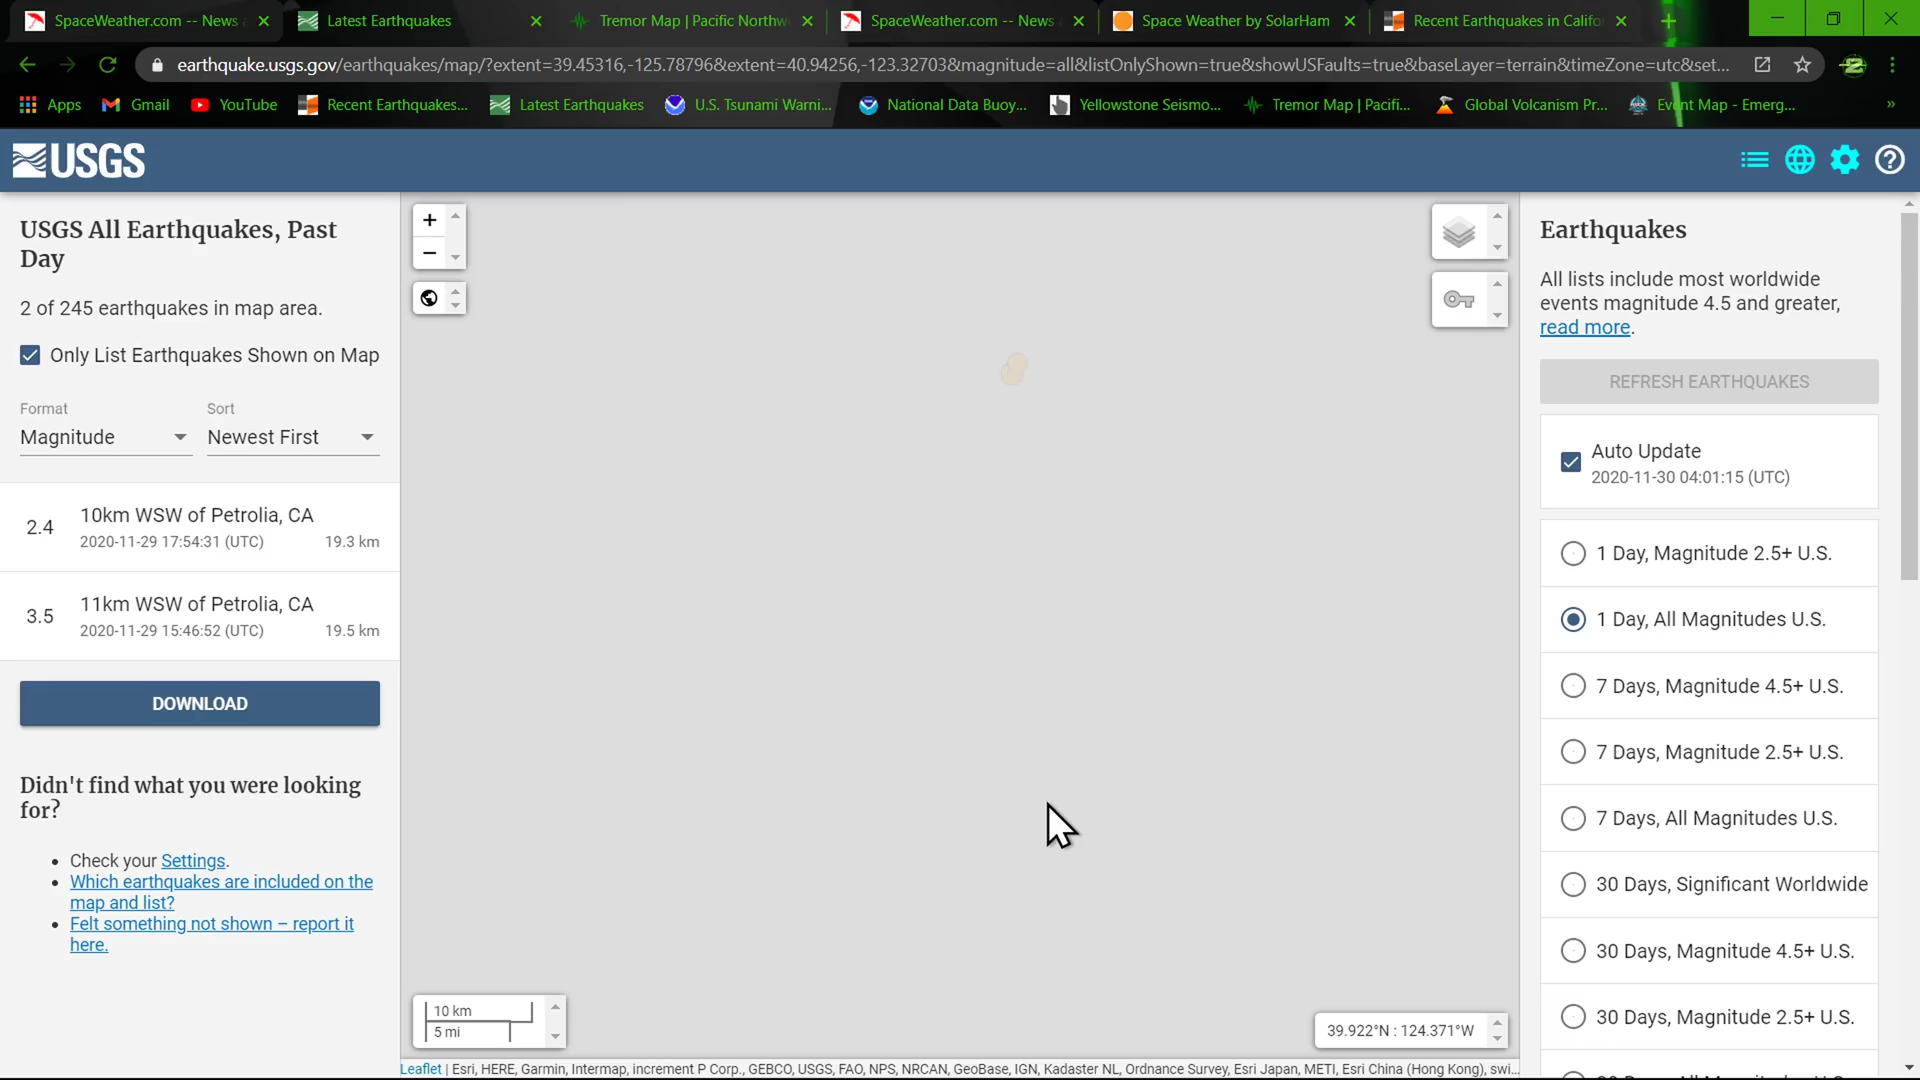 SpaceWeather.com -- News
Latest Earthquakes
Tremor Map | Pacific Northw
SpaceWeather.com -- News
Space Weather by SolarHam
Recent Earthquakes in Califo
earthquake.usgs.gov/earthquakes/map/?extent=39.45316,-125.78796&extent=40.94256,-123.32703&magnitude=all&listOnlyShown=true&showUSFaults=true&baseLayer=terrain&timeZone=utc&set...
Apps
Gmail
YouTube
Recent Earthquakes...
Latest Earthquakes
U.S. Tsunami Warni...
National Data Buoy...
Yellowstone Seismo...
Tremor Map | Pacifi...
Global Volcanism Pr...
Event Map - Emerg...
»
USGS
USGS All Earthquakes, Past
Day
2 of 245 earthquakes in map area.
Only List Earthquakes Shown on Map
Format
Magnitude
Sort
Newest First
2.4
10km WSW of Petrolia, CA
2020-11-29 17:54:31 (UTC)
19.3 km
3.5
11km WSW of Petrolia, CA
2020-11-29 15:46:52 (UTC)
19.5 km
DOWNLOAD
Didn't find what you were looking
for?
Check your Settings.
Which earthquakes are included on the
map and list?
Felt something not shown – report it
here.
+
−
10 km
5 mi
39.922°N : 124.371°W
Leaflet | Esri, HERE, Garmin, Intermap, increment P Corp., GEBCO, USGS, FAO, NPS, NRCAN, GeoBase, IGN, Kadaster NL, Ordnance Survey, Esri Japan, METI, Esri China (Hong Kong), swi...
Earthquakes
All lists include most worldwide
events magnitude 4.5 and greater,
read more.
REFRESH EARTHQUAKES
Auto Update
2020-11-30 04:01:15 (UTC)
1 Day, Magnitude 2.5+ U.S.
1 Day, All Magnitudes U.S.
7 Days, Magnitude 4.5+ U.S.
7 Days, Magnitude 2.5+ U.S.
7 Days, All Magnitudes U.S.
30 Days, Significant Worldwide
30 Days, Magnitude 4.5+ U.S.
30 Days, Magnitude 2.5+ U.S.